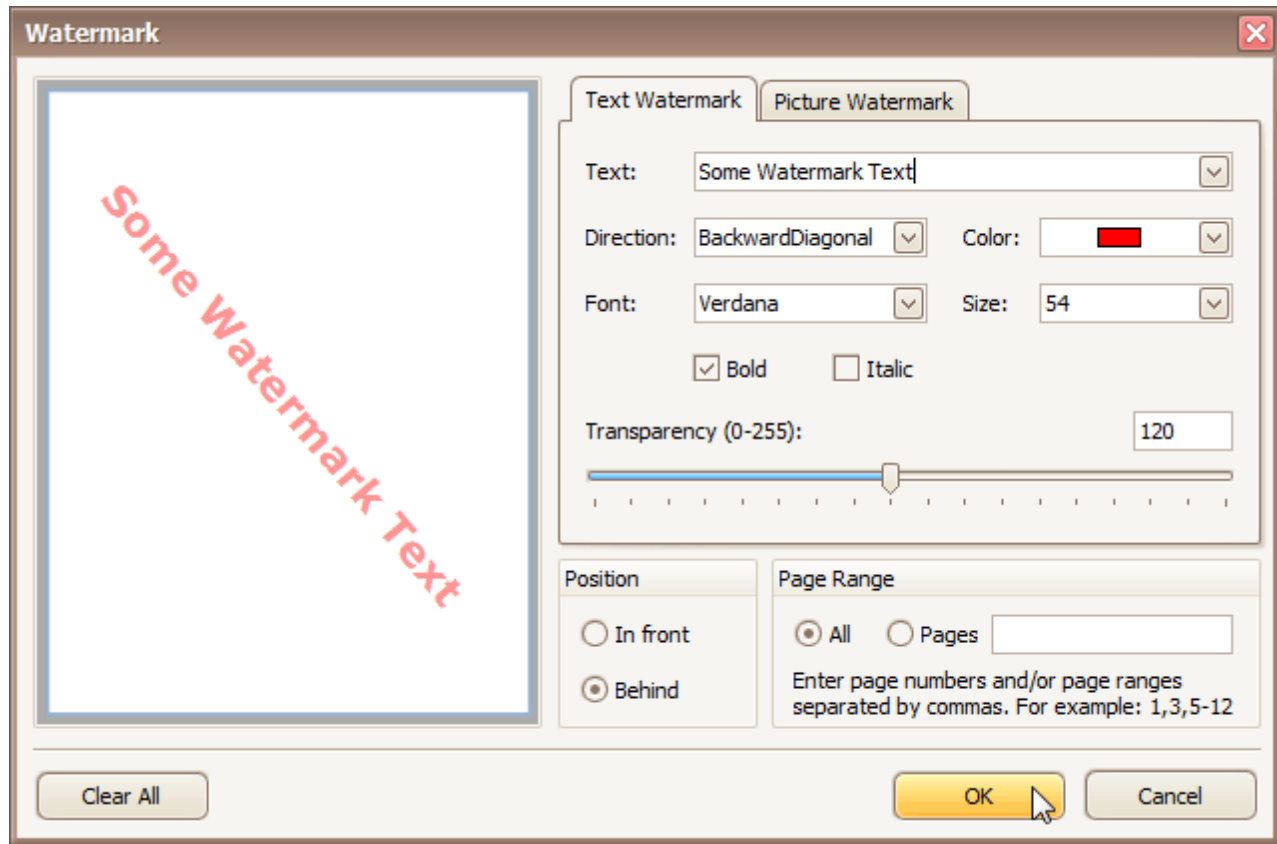 Watermark
Some Watermark Text
Text Watermark
Picture Watermark
Text: Some Watermark Text
Direction: BackwardDiagonal Color:
Font: Verdana Size: 54
Bold Italic
Transparency (0-255): 120
Position
In front
Behind
Page Range
All Pages
Enter page numbers and/or page ranges
separated by commas. For example: 1,3,5-12
Clear All
OK
Cancel